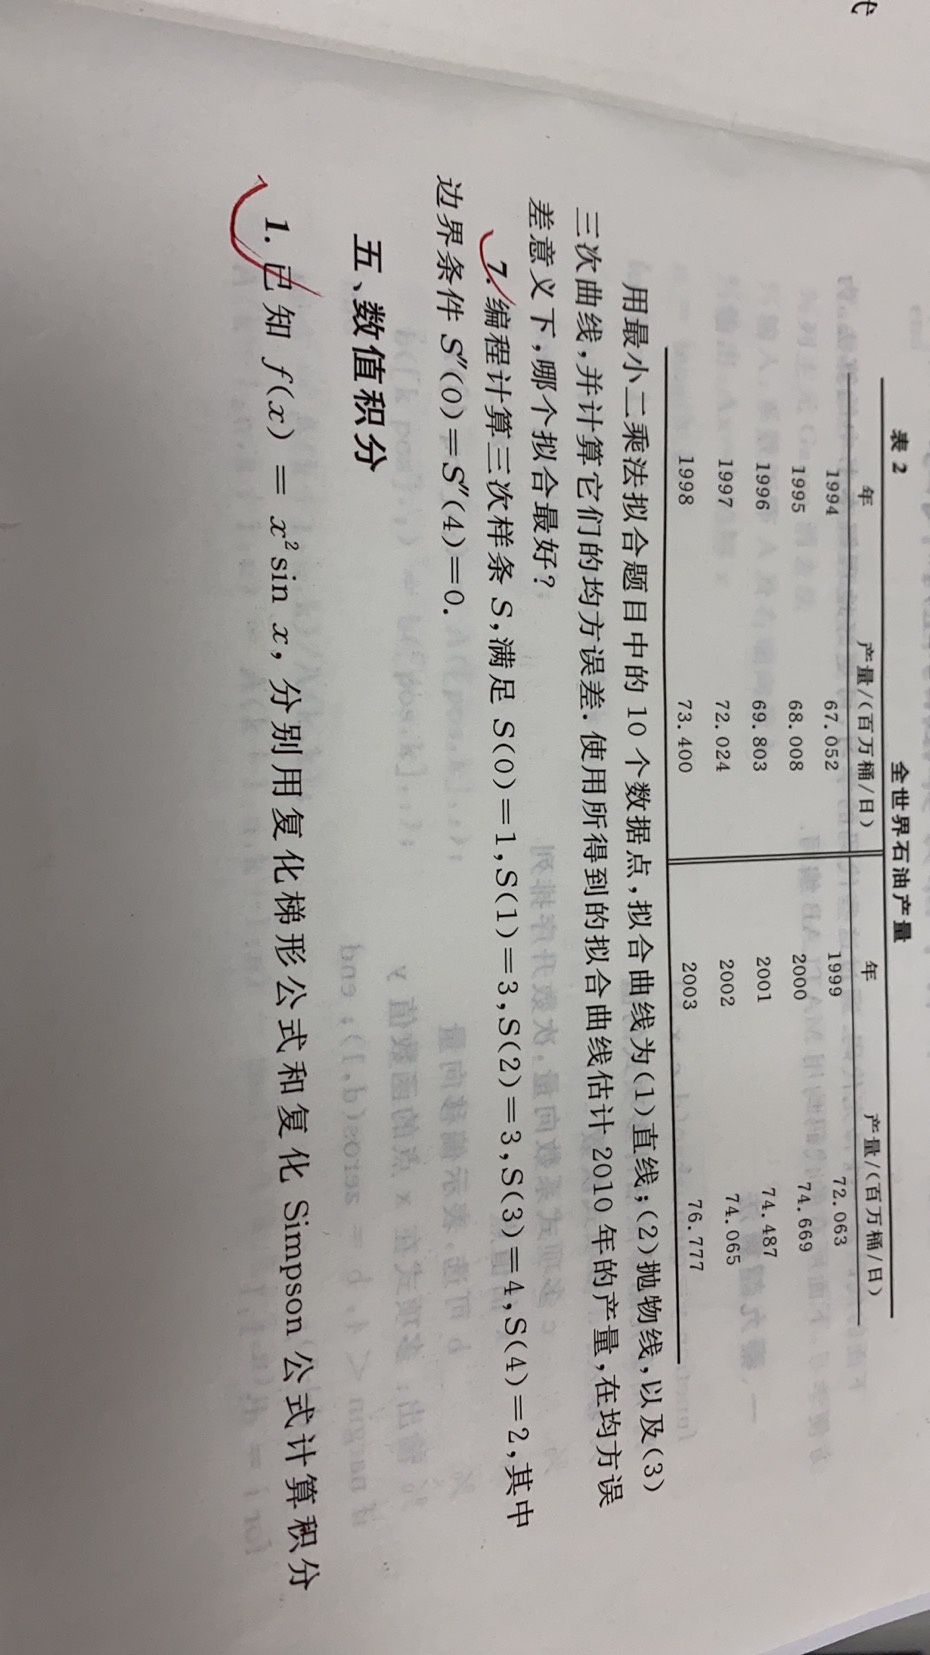 代
表 2 全世界石油产量
年 产量/(百万桶/日) 年 产量/(百万桶/日)
1994 67.052 1999 72.063
1995 68.008 2000 74.669
1996 69.803 2001 74.487
1997 72.024 2002 74.065
1998 73.400 2003 76.777
用最小二乘法拟合题目中的 10 个数据点,拟合曲线为(1)直线;(2)抛物线,以及(3)
三次曲线,并计算它们的均方误差.使用所得到的拟合曲线估计 2010 年的产量,在均方误
差意义下,哪个拟合最好?
7. 编程计算三次样条 S,满足 S(0)=1,S(1)=3,S(2)=3,S(3)=4,S(4)=2,其中
边界条件 S″(0)=S″(4)=0.
五、数值积分
1. 已知 f(x) = x² sin x, 分别用复化梯形公式和复化 Simpson 公式计算积分